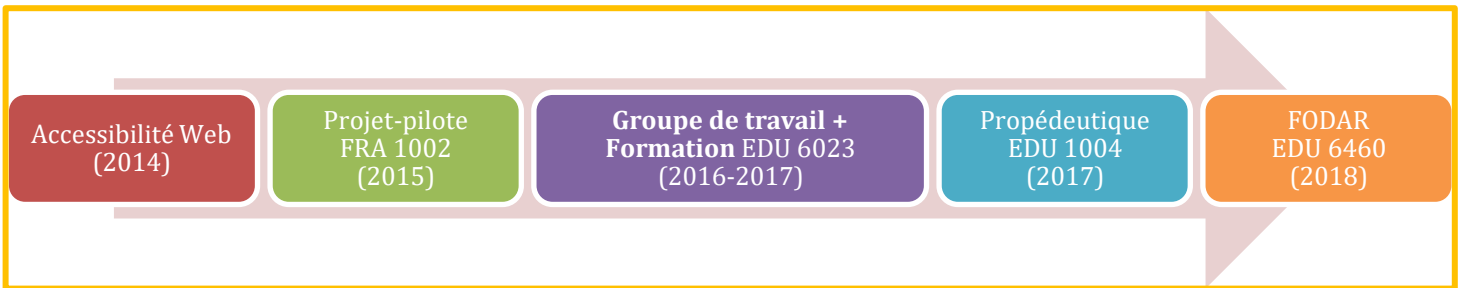 Accessibilité Web
(2014)
Projet-pilote
FRA 1002
(2015)
Groupe de travail +
Formation EDU 6023
(2016-2017)
Propédeutique
EDU 1004
(2017)
FODAR
EDU 6460
(2018)